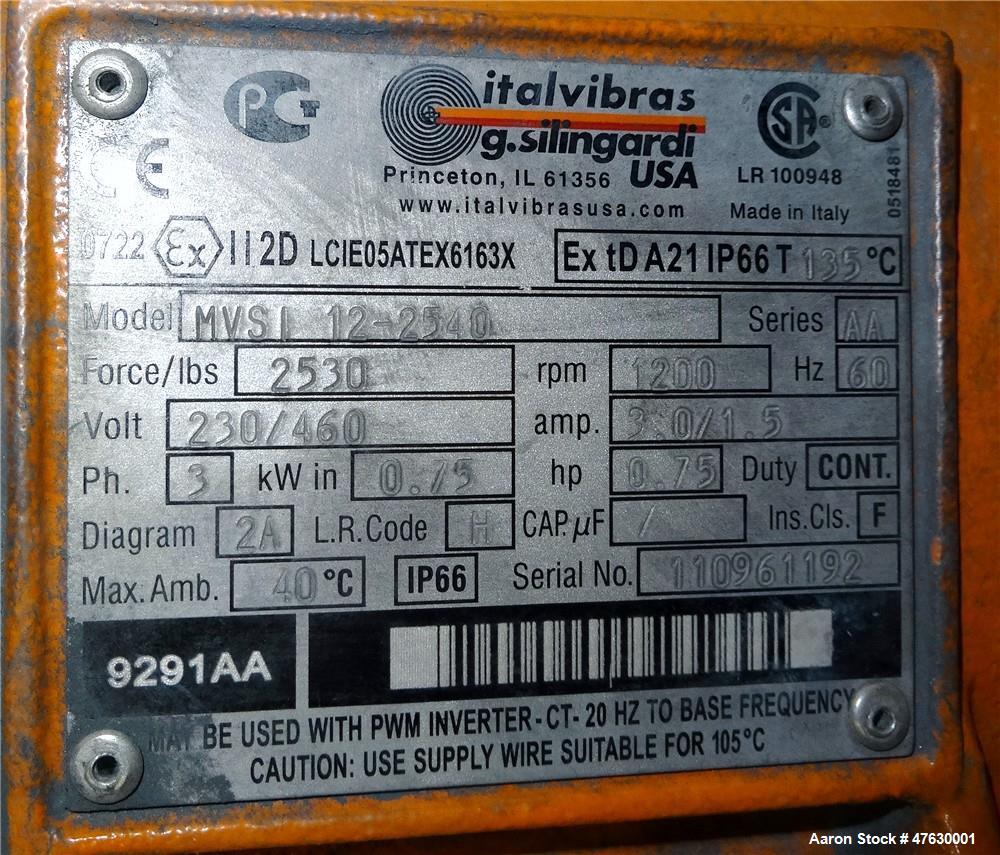 italvibras
g.silingardi
Princeton, IL 61356 USA
www.italvibrasusa.com
PCT
CE
CSA ®
LR 100948
Made in Italy
0518481
0722 Ex II 2D LCIE05ATEX6163X Ex tD A21 IP66 T 135 °C
Model MVSI 12-2540 Series AA
Force/lbs 2530 rpm 1200 Hz 60
Volt 230/460 amp. 3.0/1.5
Ph. 3 kW in 0.75 hp 0.75 Duty CONT.
Diagram 2A L.R.Code H CAP. µF / Ins.Cls. F
Max. Amb. 40 °C IP66 Serial No. 110961192
9291AA
MAY BE USED WITH PWM INVERTER - CT - 20 HZ TO BASE FREQUENCY
CAUTION: USE SUPPLY WIRE SUITABLE FOR 105°C
Aaron Stock # 47630001